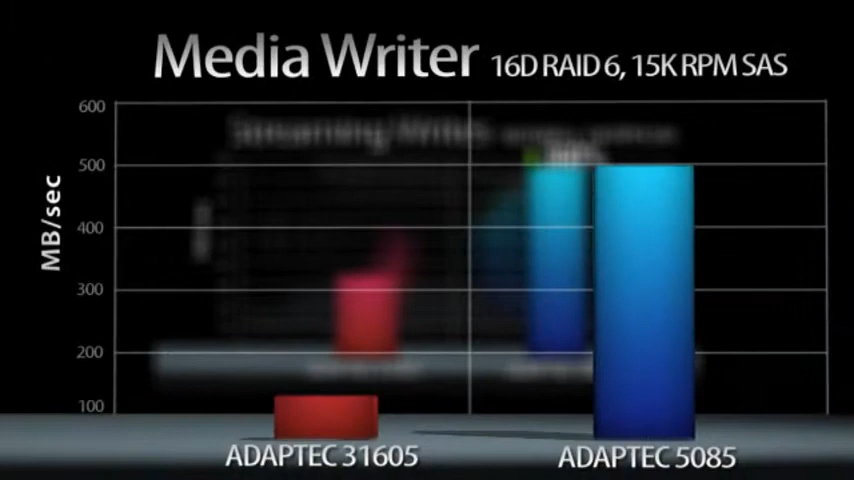 Media Writer 16D RAID 6, 15K RPM SAS
600
500
400
300
200
100
MB/sec
ADAPTEC 31605
ADAPTEC 5085